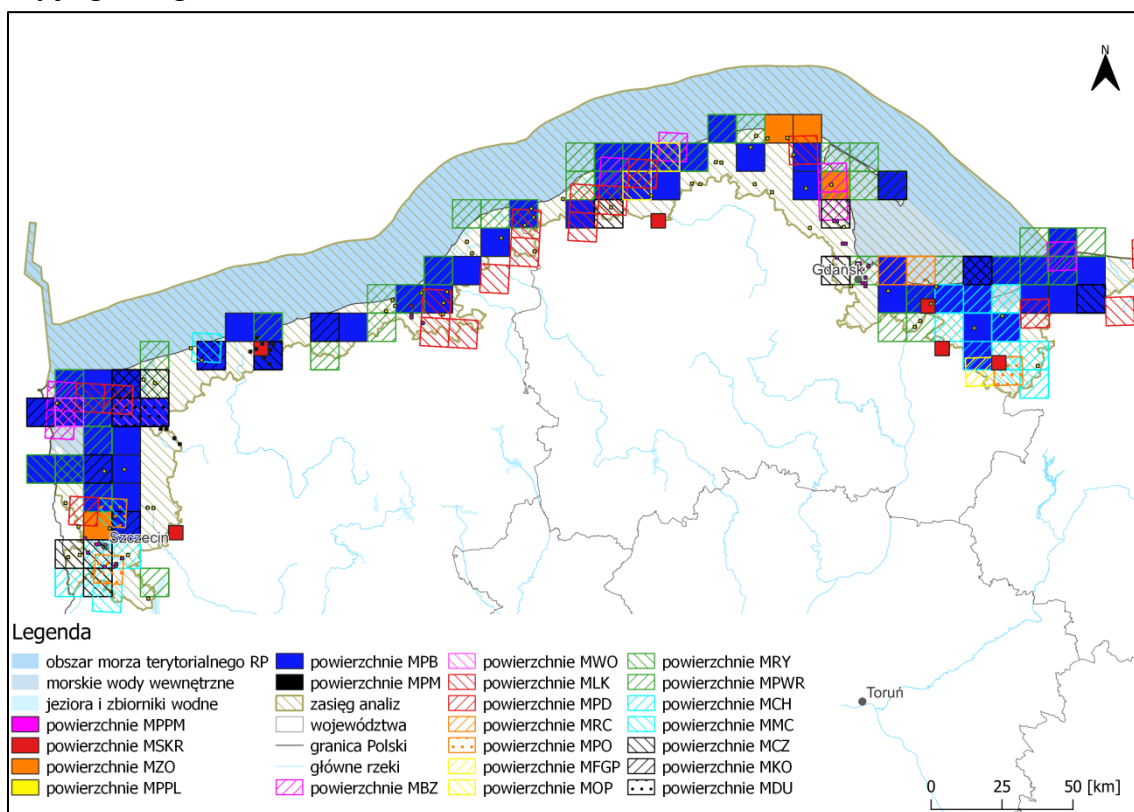 N
Gdańsk
Szczecin
Toruń
Legenda
obszar morza terytorialnego RP
morskie wody wewnętrzne
jeziora i zbiorniki wodne
powierzchnie MPPM
powierzchnie MSKR
powierzchnie MZO
powierzchnie MPPL
powierzchnie MPB
powierzchnie MPM
zasięg analiz
województwa
granica Polski
główne rzeki
powierzchnie MBZ
powierzchnie MWO
powierzchnie MLK
powierzchnie MPD
powierzchnie MRC
powierzchnie MPO
powierzchnie MFGP
powierzchnie MOP
powierzchnie MRY
powierzchnie MPWR
powierzchnie MCH
powierzchnie MMC
powierzchnie MCZ
powierzchnie MKO
powierzchnie MDU
0 25 50 [km]